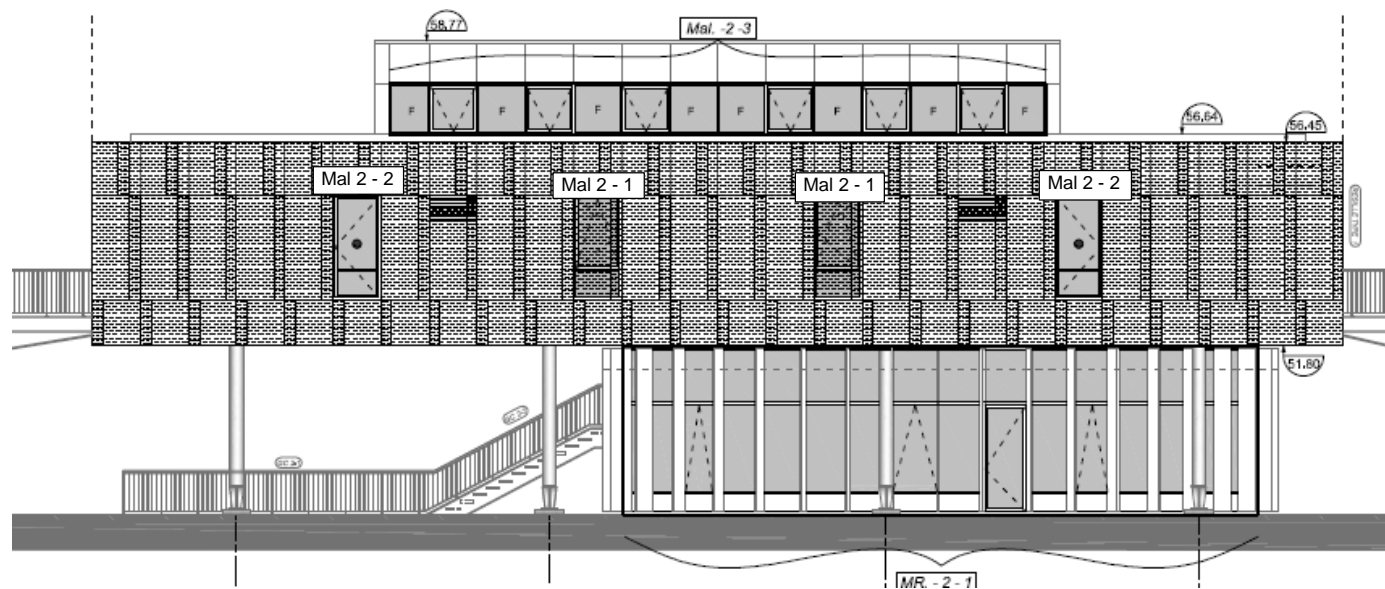 58.77
Mal. -2 -3
F F F F F F F F
56.64
56.45
Mal 2 - 2
Mal 2 - 1
Mal 2 - 1
Mal 2 - 2
51.80
MR. - 2 - 1